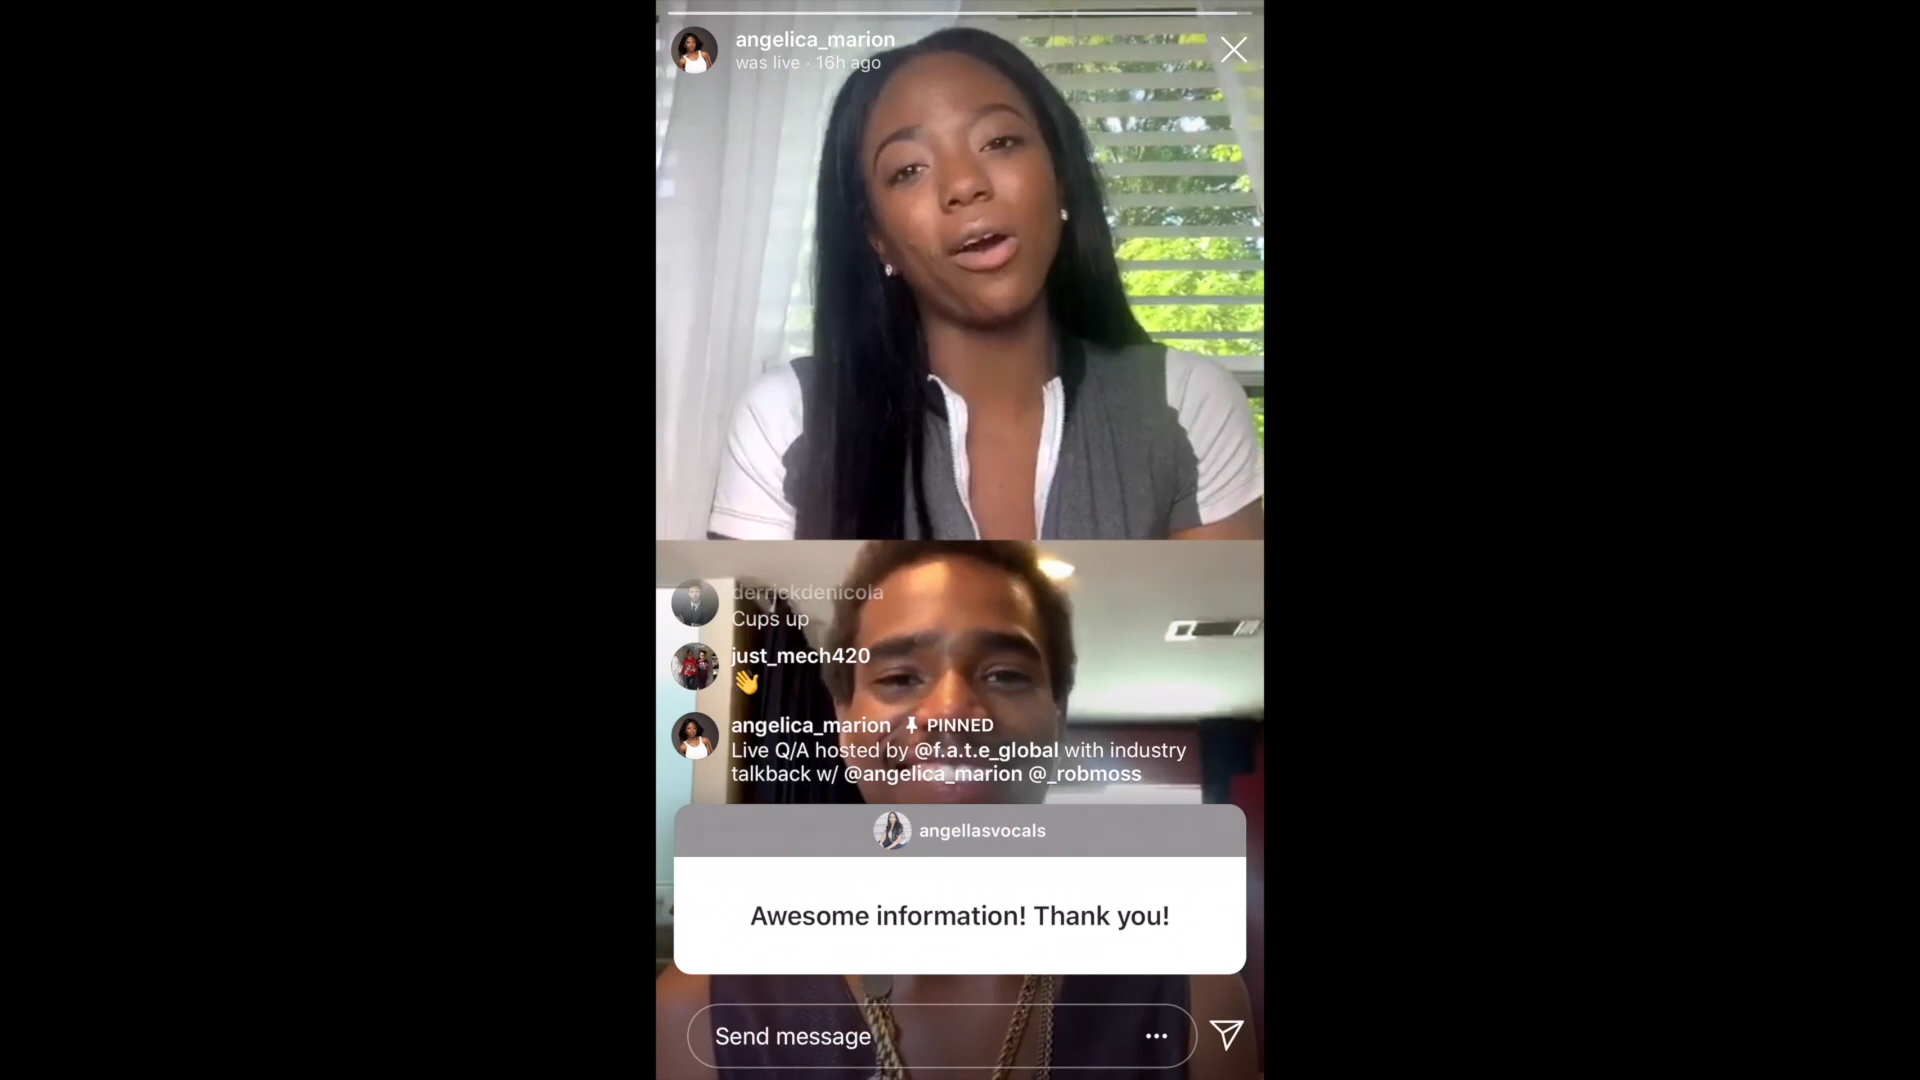 angelica_marion
was live · 16h ago
derrickdenicola
Cups up
just_mech420
👋
angelica_marion PINNED
Live Q/A hosted by @f.a.t.e_global with industry
talkback w/ @angelica_marion @_robmoss
angellasvocals
Awesome information! Thank you!
Send message